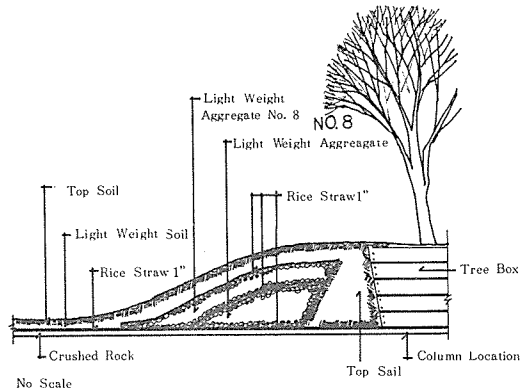 Light Weight
Aggregate No. 8
NO. 8
Light Weight Aggreagate
Top Soil
Rice Straw1"
Light Weight Soil
Rice Straw 1"
Tree Box
Crushed Rock
Top Sail
Column Location
No Scale